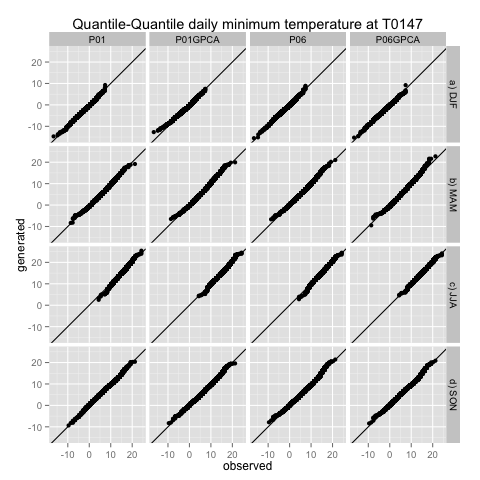 Quantile-Quantile daily minimum temperature at T0147
P01 P01GPCA P06 P06GPCA
20
10
0
-10
a) DJF
20
10
0
-10
b) MAM
20
10
0
-10
c) JJA
20
10
0
-10
d) SON
generated
-10 0 10 20 -10 0 10 20 -10 0 10 20 -10 0 10 20
observed